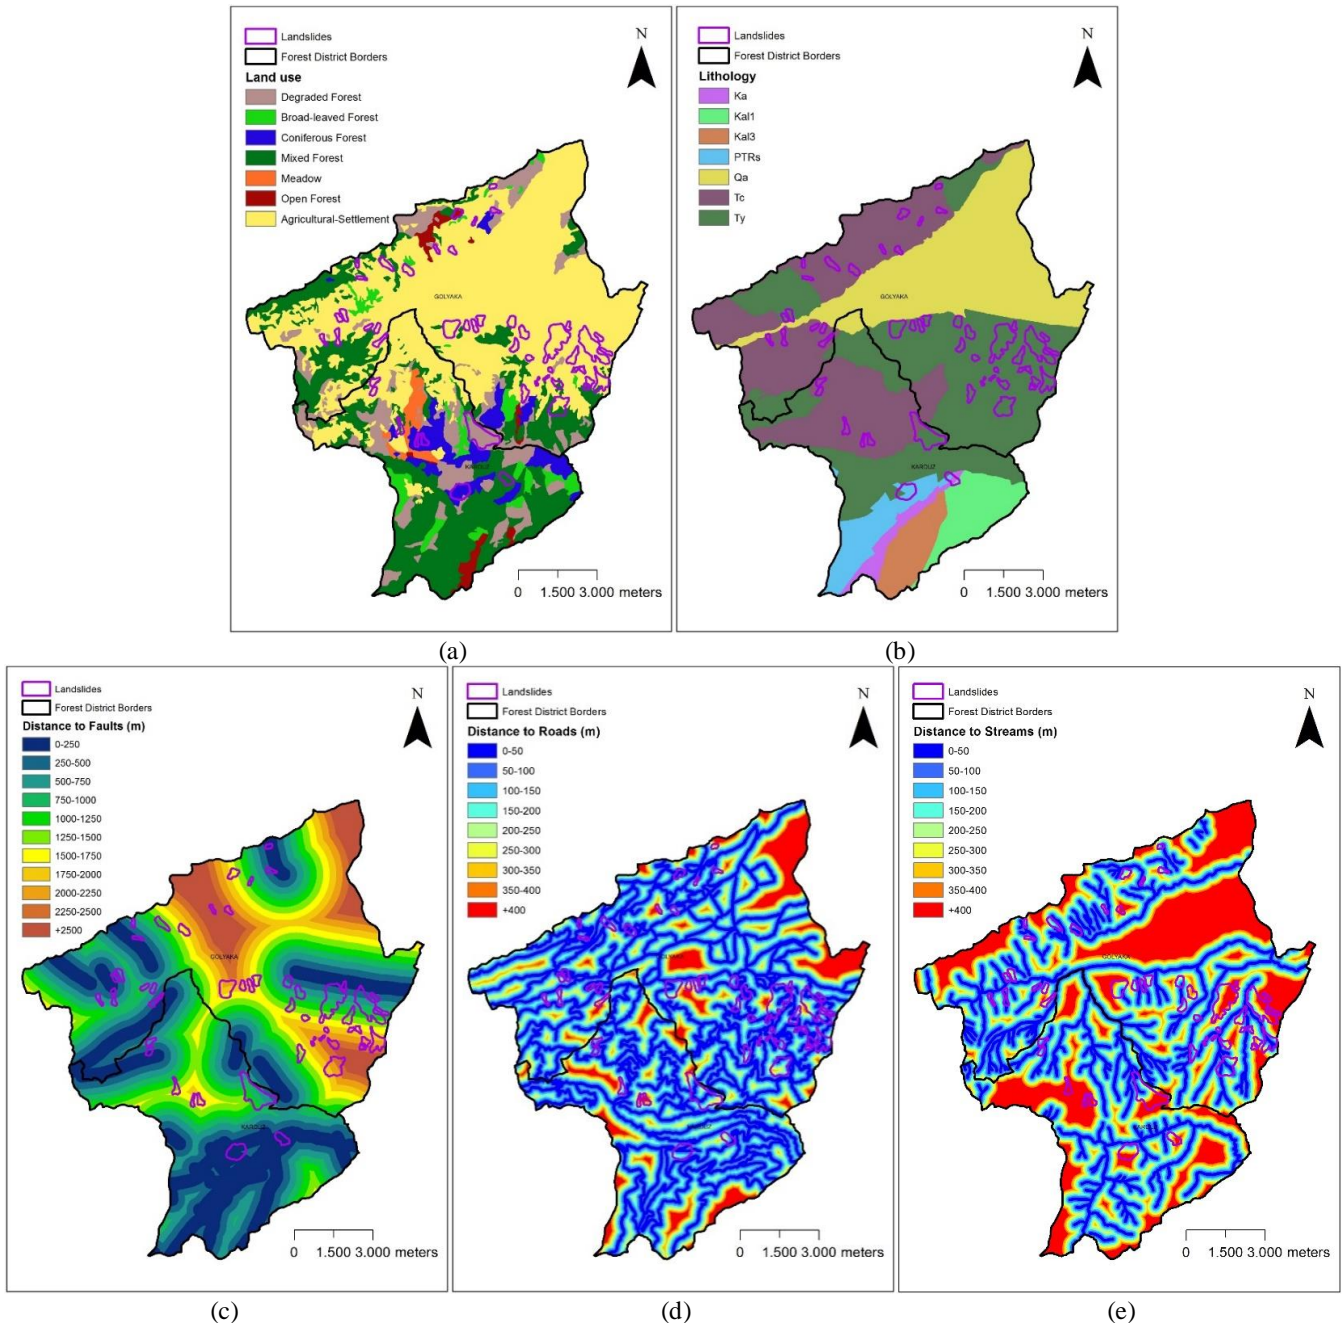 Landslides
Forest District Borders
Land use
Degraded Forest
Broad-leaved Forest
Coniferous Forest
Mixed Forest
Meadow
Open Forest
Agricultural-Settlement
N
GOLYAKA
0 1.500 3.000 meters
(a)
Landslides
Forest District Borders
Lithology
Ka
Kal1
Kal3
PTRs
Qa
Tc
Ty
N
GOLYAKA
0 1.500 3.000 meters
(b)
Landslides
Forest District Borders
Distance to Faults (m)
0-250
250-500
500-750
750-1000
1000-1250
1250-1500
1500-1750
1750-2000
2000-2250
2250-2500
+2500
N
GOLYAKA
0 1.500 3.000 meters
(c)
Landslides
Forest District Borders
Distance to Roads (m)
0-50
50-100
100-150
150-200
200-250
250-300
300-350
350-400
+400
N
GOLYAKA
0 1.500 3.000 meters
(d)
Landslides
Forest District Borders
Distance to Streams (m)
0-50
50-100
100-150
150-200
200-250
250-300
300-350
350-400
+400
N
GOLYAKA
0 1.500 3.000 meters
(e)